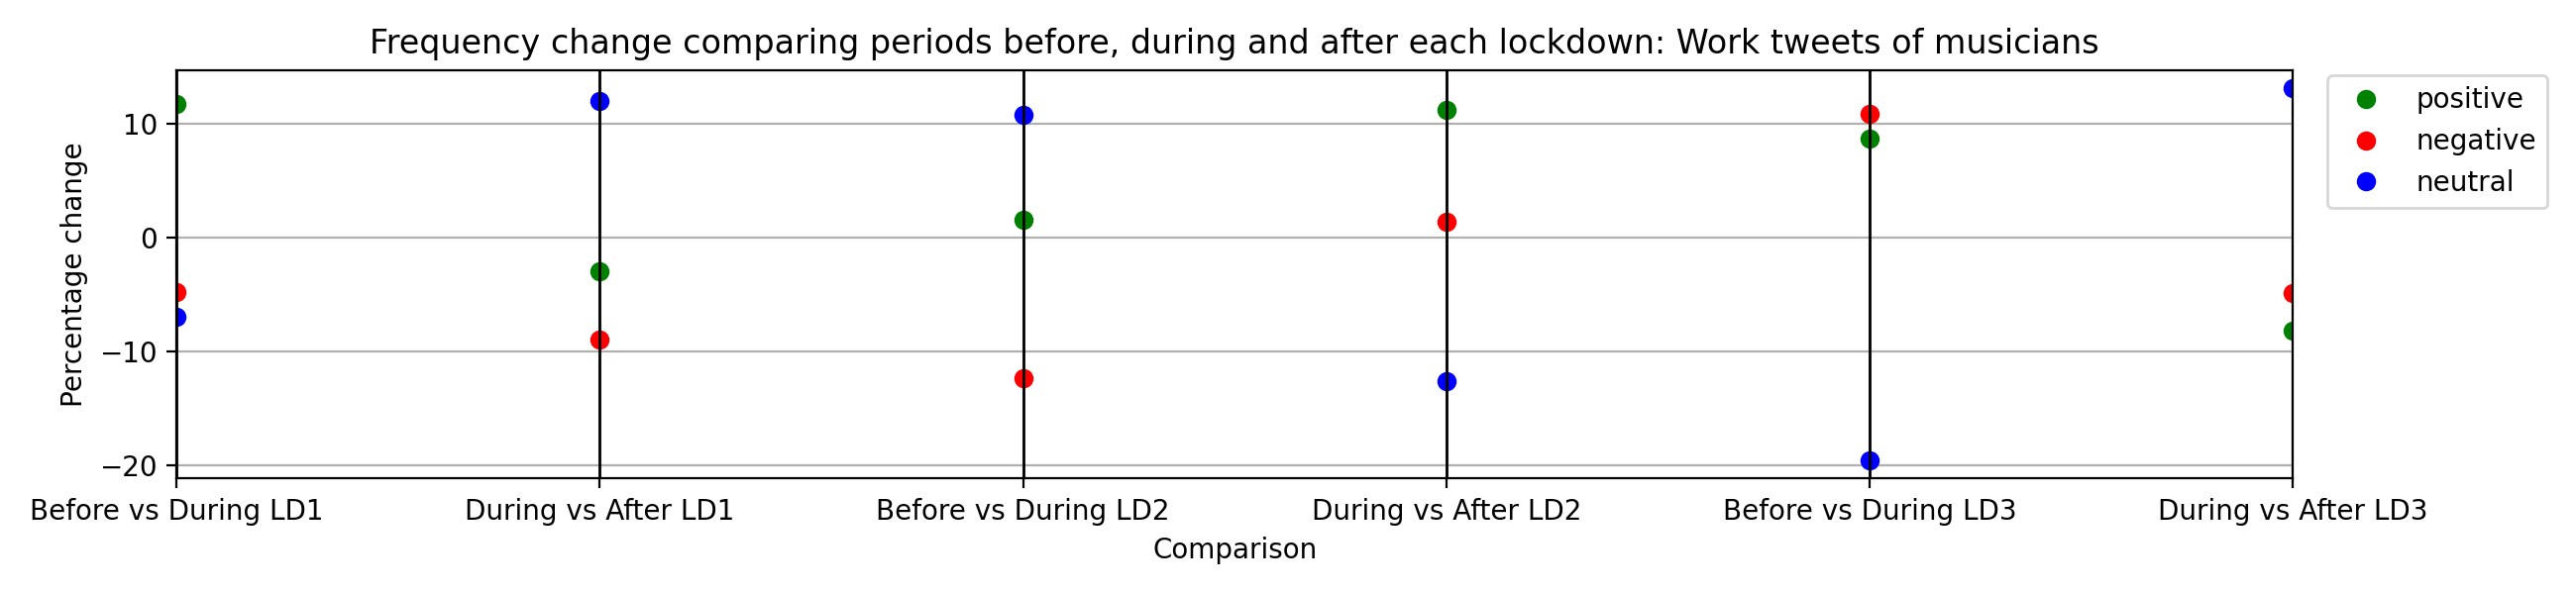 Frequency change comparing periods before, during and after each lockdown: Work tweets of musicians
positive
negative
neutral
Percentage change
10
0
−10
−20
Before vs During LD1
During vs After LD1
Before vs During LD2
During vs After LD2
Before vs During LD3
During vs After LD3
Comparison